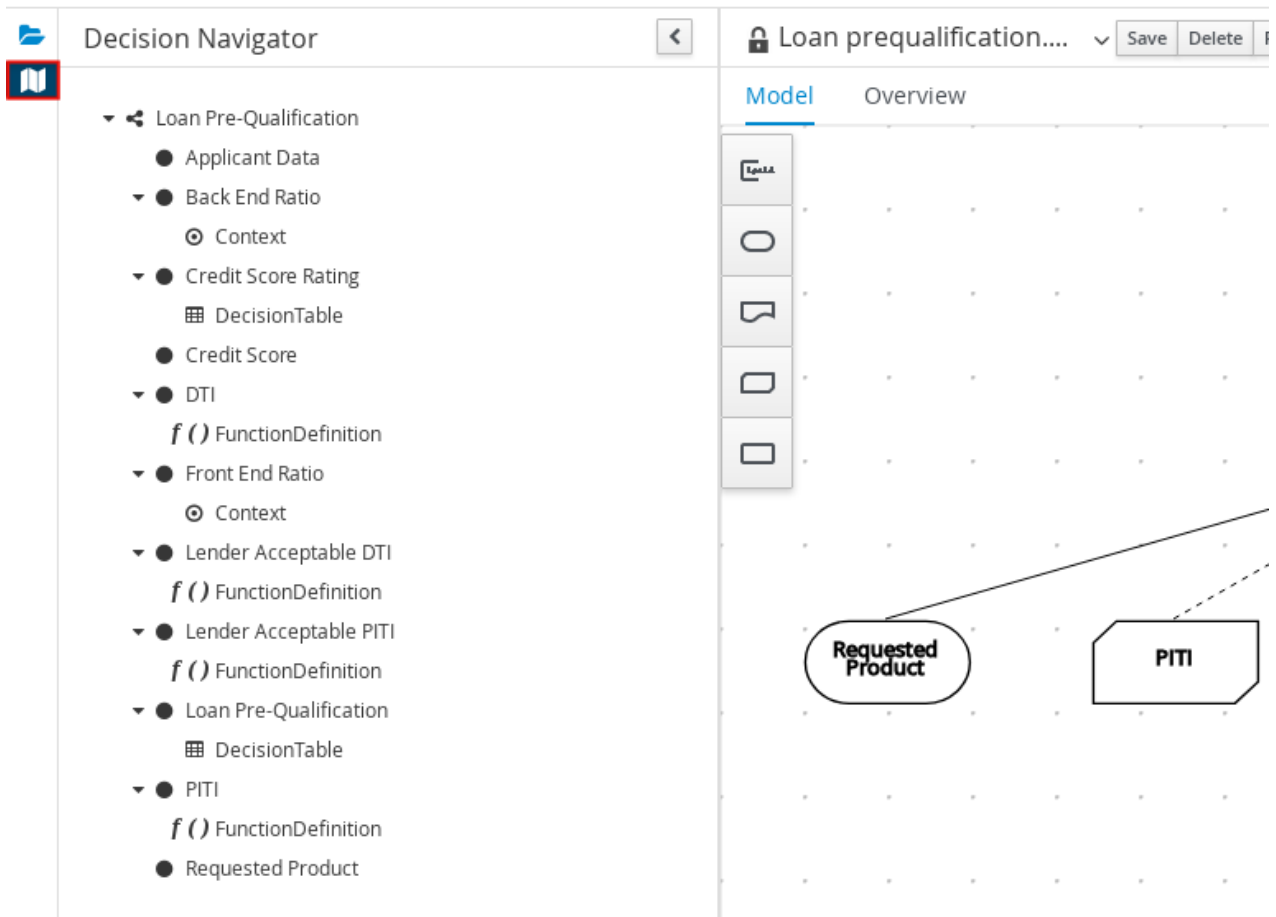 Decision Navigator
Loan Pre-Qualification
Applicant Data
Back End Ratio
Context
Credit Score Rating
DecisionTable
Credit Score
DTI
f ( ) FunctionDefinition
Front End Ratio
Context
Lender Acceptable DTI
f ( ) FunctionDefinition
Lender Acceptable PITI
f ( ) FunctionDefinition
Loan Pre-Qualification
DecisionTable
PITI
f ( ) FunctionDefinition
Requested Product
Loan prequalification.... Save Delete
Model Overview
Requested
Product
PITI